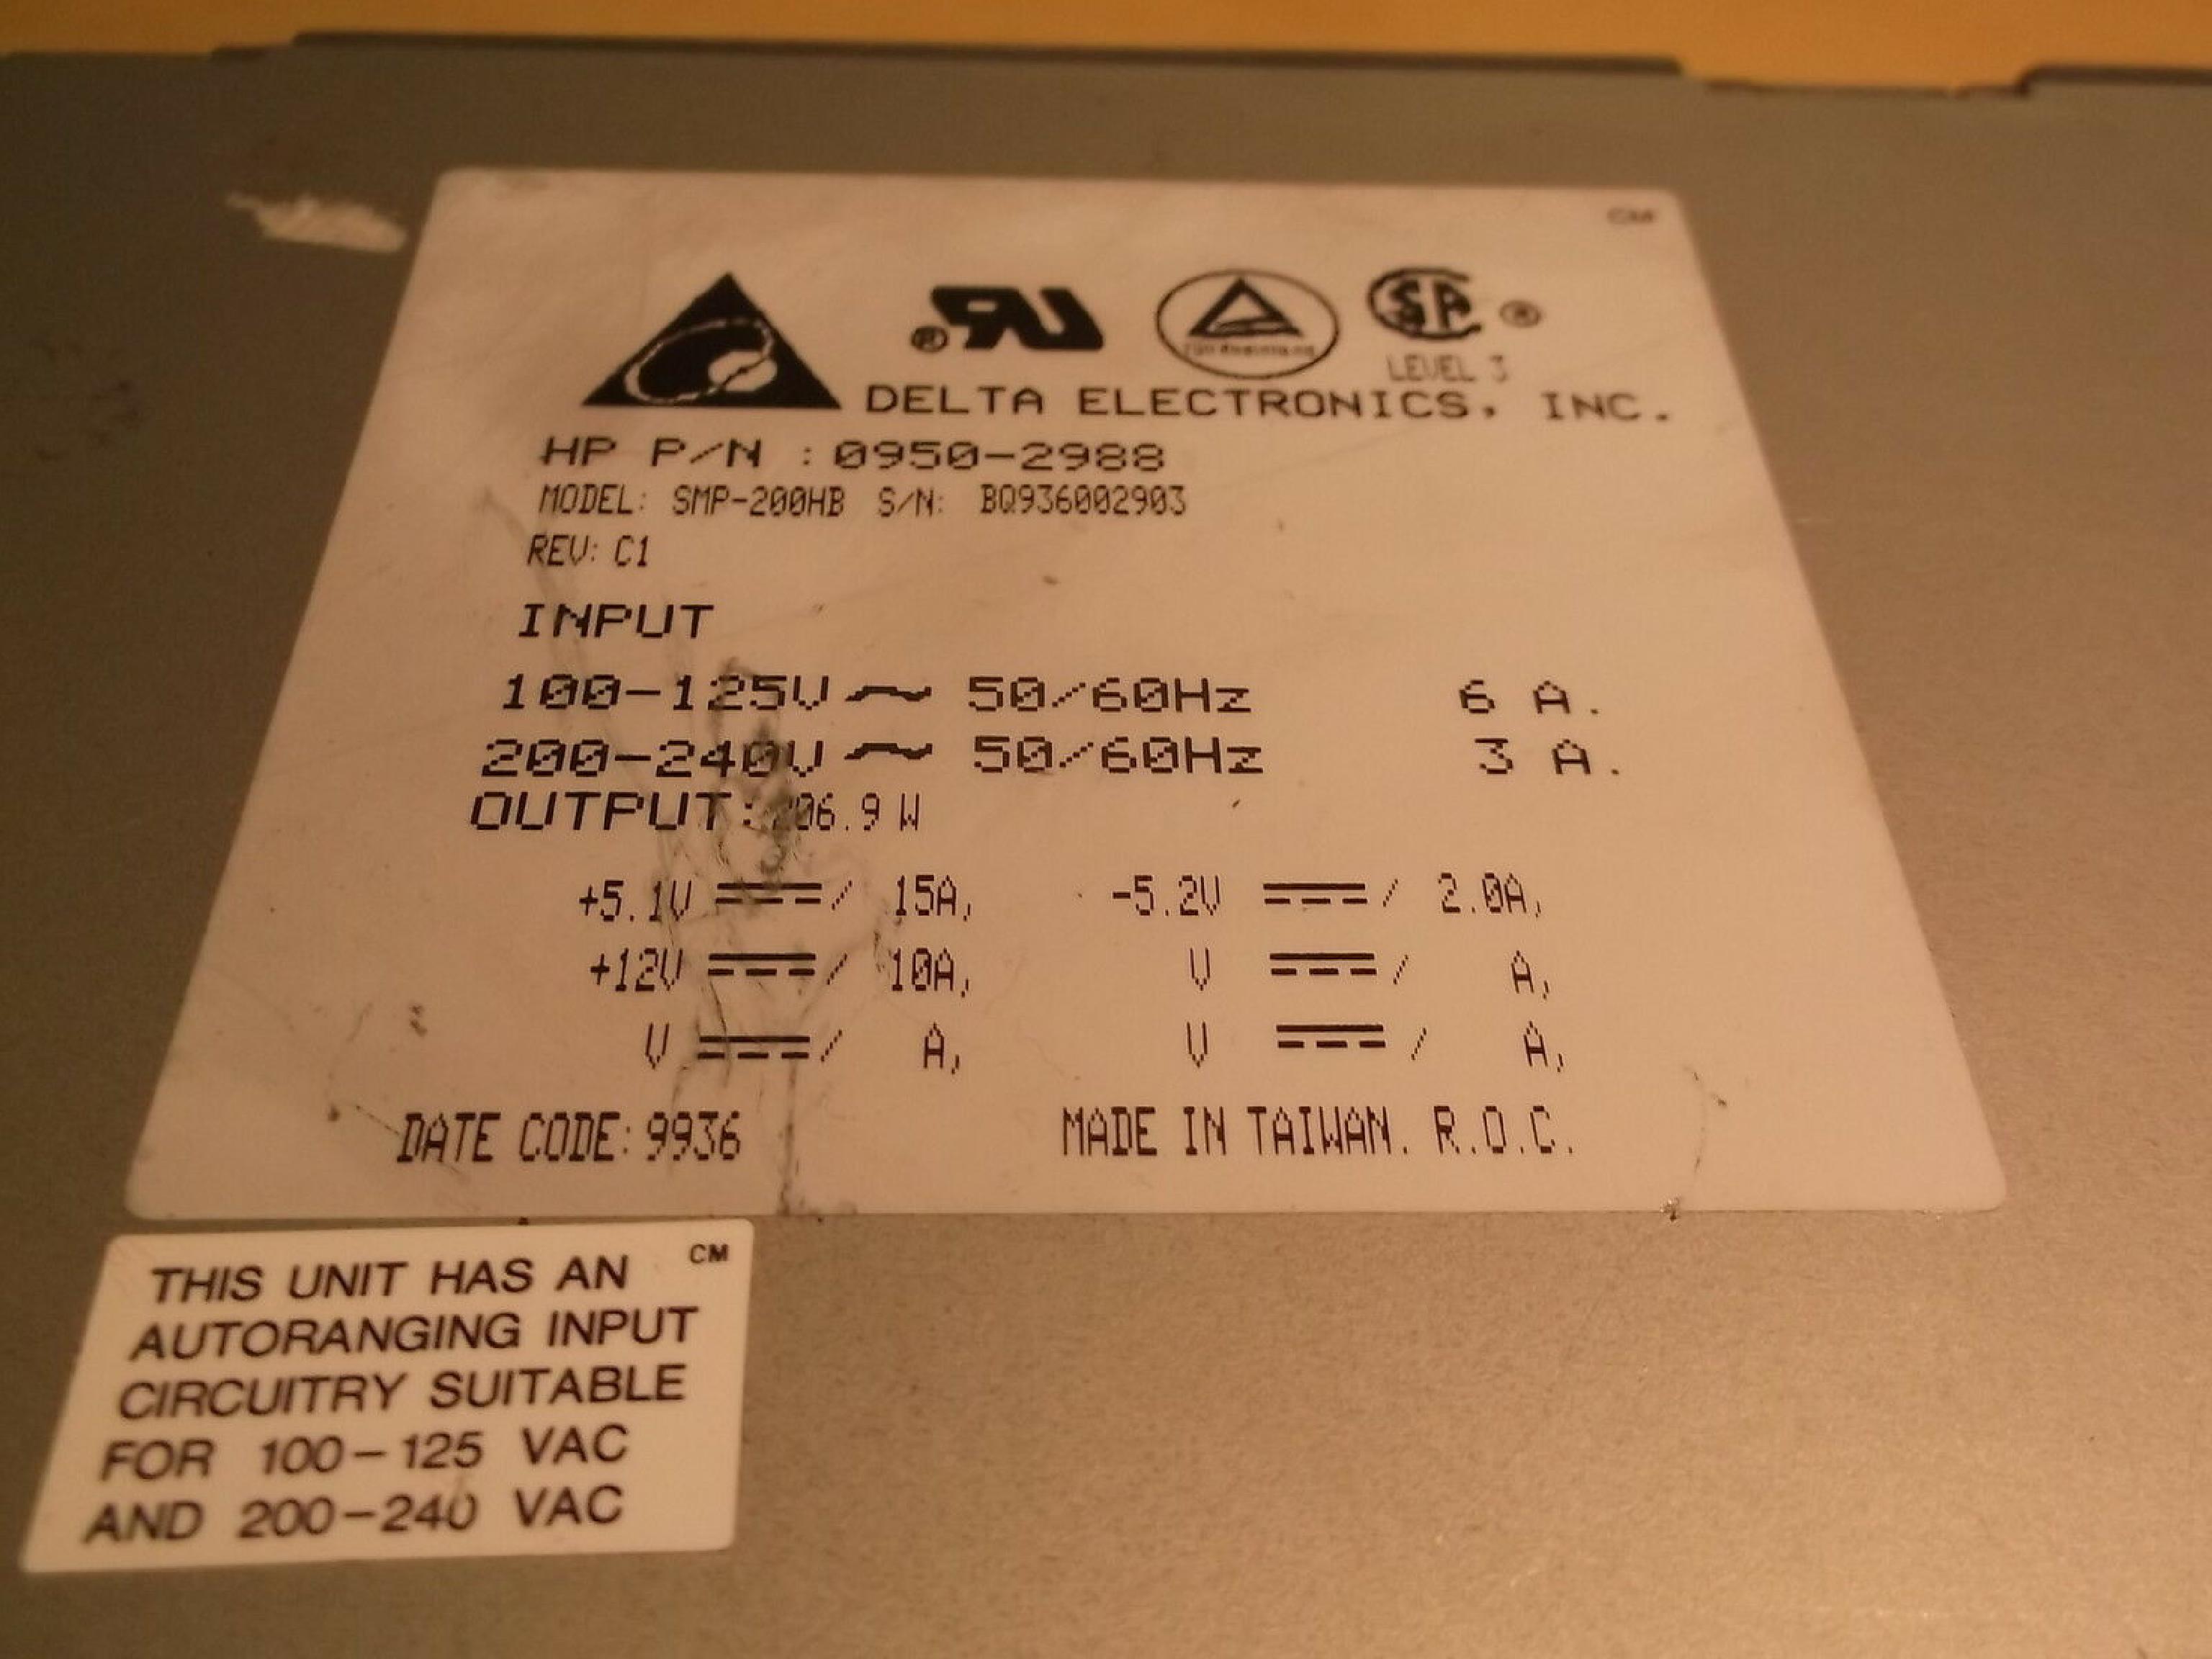 CM
LEVEL 3
DELTA ELECTRONICS, INC.
HP P/N : 0950-2988
MODEL: SMP-200HB S/N: BQ936002903
REV: C1
INPUT
100-125V ~ 50/60Hz 6 A.
200-240V ~ 50/60Hz 3 A.
OUTPUT: 206.9 W
+5.1V / 15A, -5.2V / 2.0A,
+12V / 10A, V / A,
V / A, V / A,
DATE CODE: 9936 MADE IN TAIWAN. R.O.C.
CM
THIS UNIT HAS AN
AUTORANGING INPUT
CIRCUITRY SUITABLE
FOR 100-125 VAC
AND 200-240 VAC